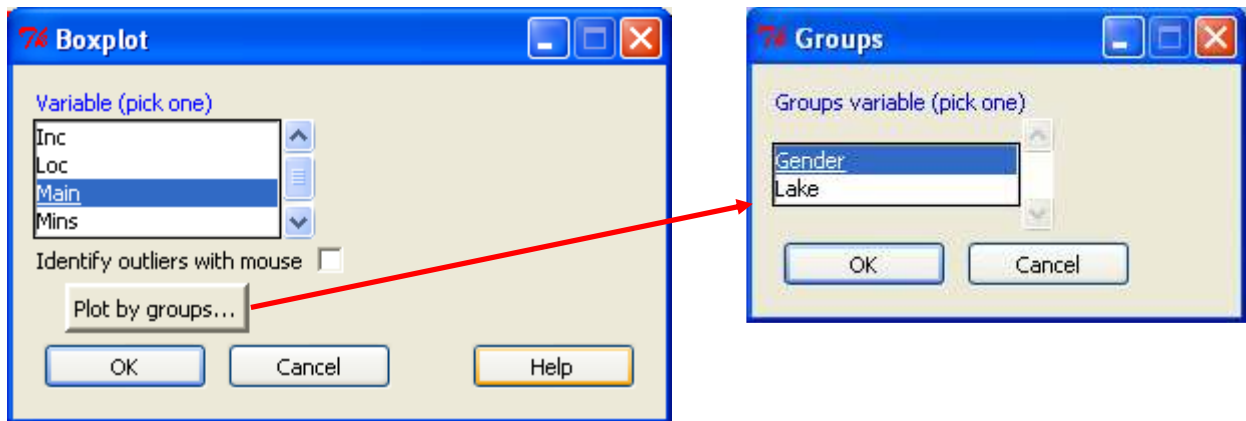 Boxplot
Variable (pick one)
Inc
Loc
Main
Mins
Identify outliers with mouse
Plot by groups...
OK Cancel Help
Groups
Groups variable (pick one)
Gender
Lake
OK Cancel